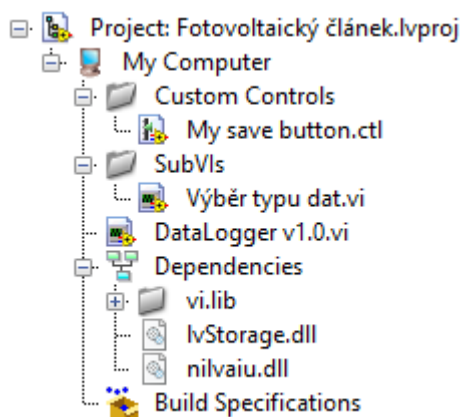 Project: Fotovoltaický článek.lvproj
My Computer
Custom Controls
My save button.ctl
SubVIs
Výběr typu dat.vi
DataLogger v1.0.vi
Dependencies
vi.lib
lvStorage.dll
nilvaiu.dll
Build Specifications